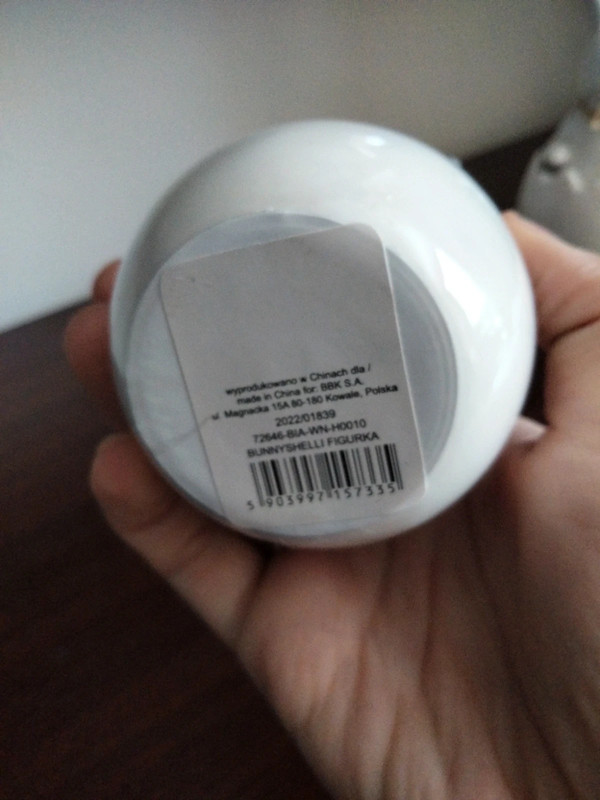 wyprodukowano w Chinach dla /
made in China for: BBK S.A.
ul. Magnacka 15A 80-180 Kowale, Polska
2022/01839
72646-BIA-WN-H0010
BUNNYSHELLI FIGURKA
5 903997 157335